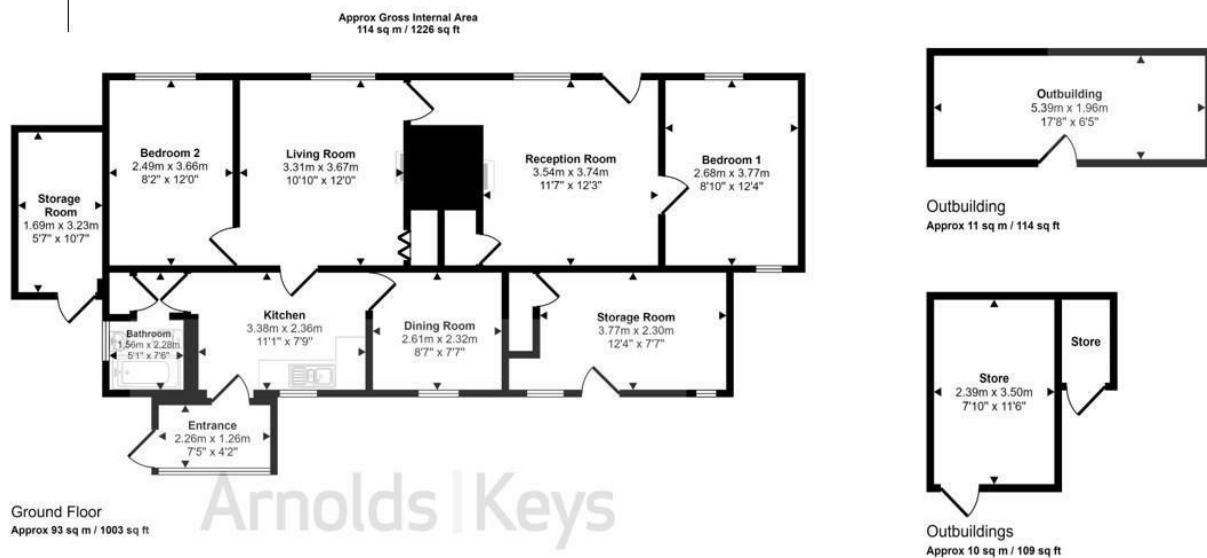 Approx Gross Internal Area
114 sq m / 1226 sq ft
Bedroom 2
2.49m x 3.66m
8'2" x 12'0"
Living Room
3.31m x 3.67m
10'10" x 12'0"
Reception Room
3.54m x 3.74m
11'7" x 12'3"
Bedroom 1
2.68m x 3.77m
8'10" x 12'4"
Storage
Room
1.69m x 3.23m
5'7" x 10'7"
Bathroom
1.56m x 2.28m
5'1" x 7'6"
Kitchen
3.38m x 2.36m
11'1" x 7'9"
Dining Room
2.61m x 2.32m
8'7" x 7'7"
Storage Room
3.77m x 2.30m
12'4" x 7'7"
Entrance
2.26m x 1.26m
7'5" x 4'2"
Arnolds | Keys
Ground Floor
Approx 93 sq m / 1003 sq ft
Outbuilding
5.39m x 1.96m
17'8" x 6'5"
Outbuilding
Approx 11 sq m / 114 sq ft
Store
2.39m x 3.50m
7'10" x 11'6"
Store
Outbuildings
Approx 10 sq m / 109 sq ft